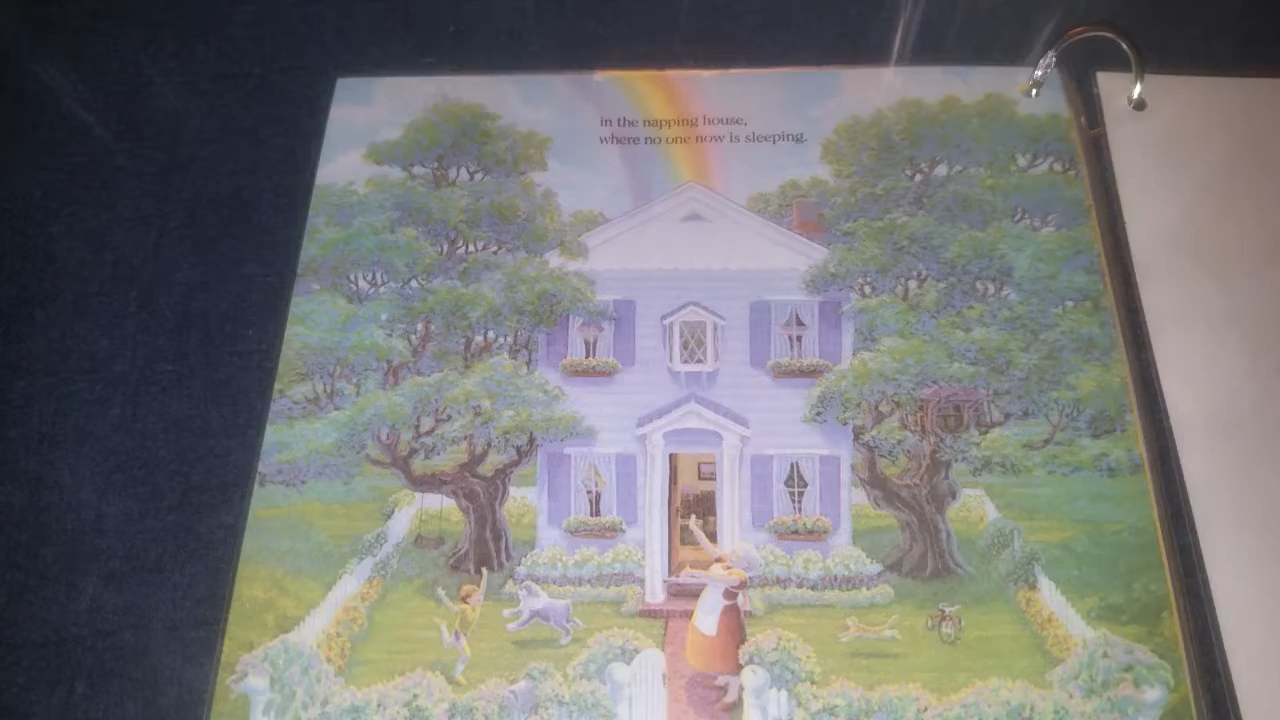 in the napping house,
where no one now is sleeping.